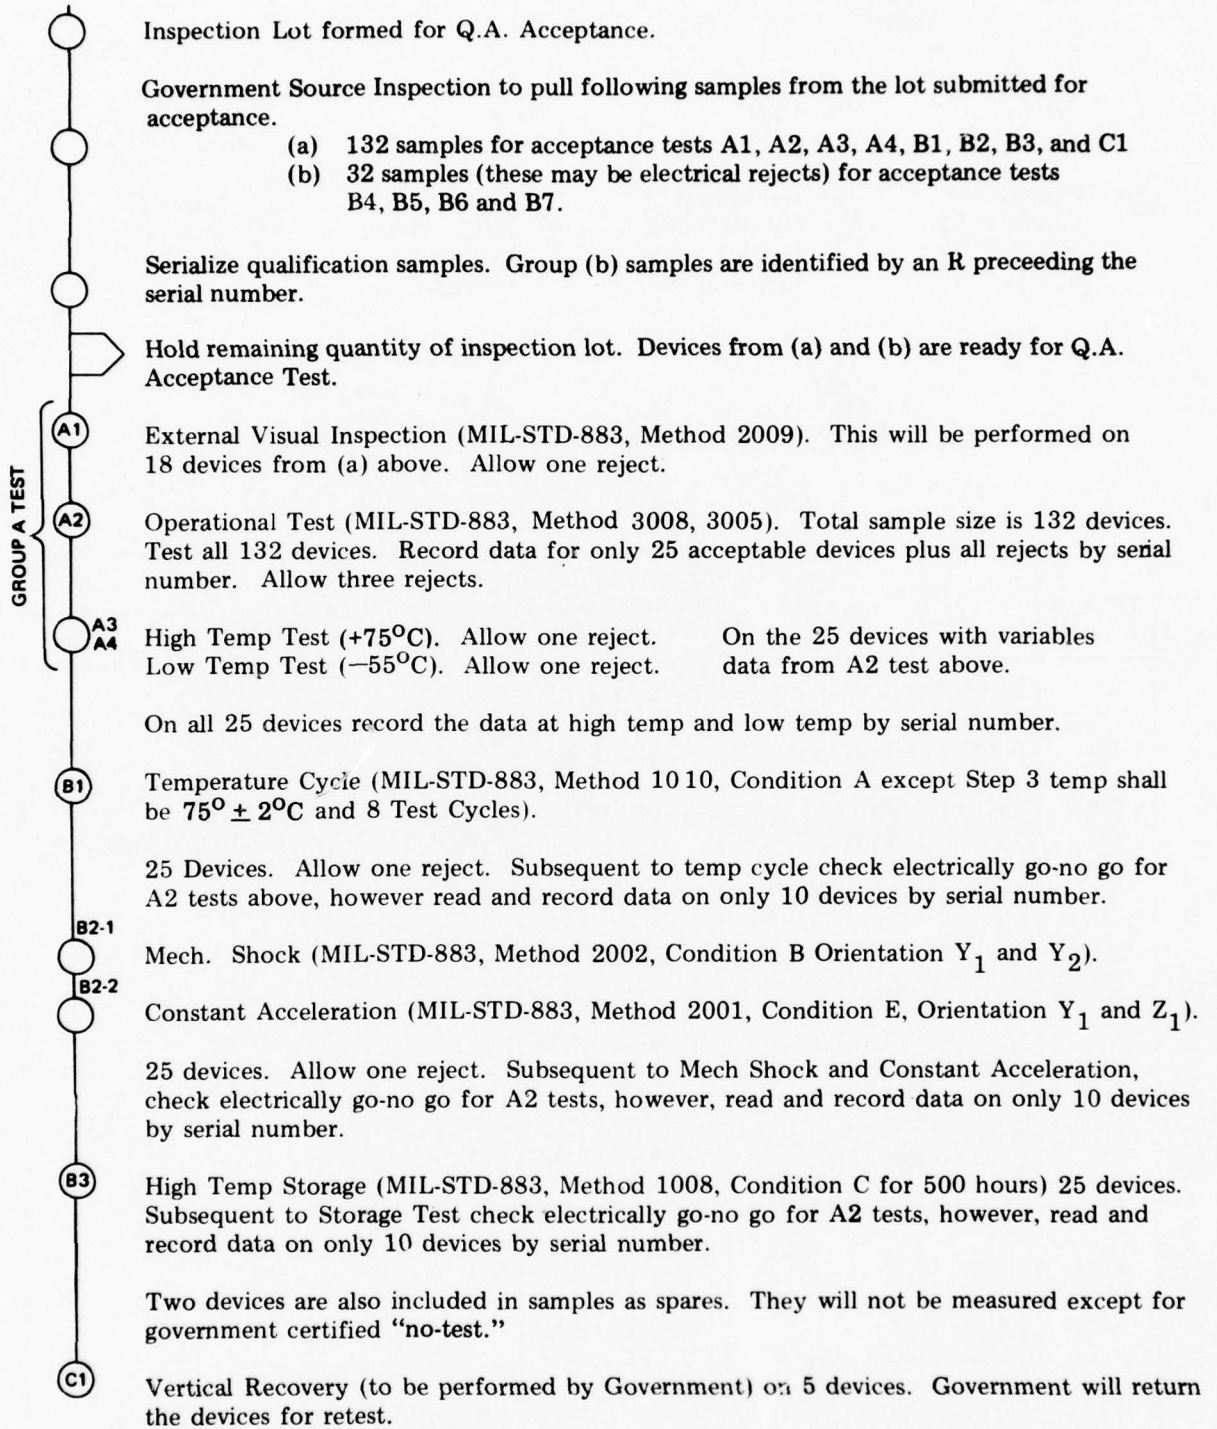 Inspection Lot formed for Q.A. Acceptance.
Government Source Inspection to pull following samples from the lot submitted for
acceptance.
(a) 132 samples for acceptance tests A1, A2, A3, A4, B1, B2, B3, and C1
(b) 32 samples (these may be electrical rejects) for acceptance tests
B4, B5, B6 and B7.
Serialize qualification samples. Group (b) samples are identified by an R preceeding the
serial number.
Hold remaining quantity of inspection lot. Devices from (a) and (b) are ready for Q.A.
Acceptance Test.
GROUP A TEST
A1
External Visual Inspection (MIL-STD-883, Method 2009). This will be performed on
18 devices from (a) above. Allow one reject.
A2
Operational Test (MIL-STD-883, Method 3008, 3005). Total sample size is 132 devices.
Test all 132 devices. Record data for only 25 acceptable devices plus all rejects by serial
number. Allow three rejects.
A3
A4
High Temp Test (+75°C). Allow one reject. On the 25 devices with variables
Low Temp Test (−55°C). Allow one reject. data from A2 test above.
On all 25 devices record the data at high temp and low temp by serial number.
B1
Temperature Cycle (MIL-STD-883, Method 1010, Condition A except Step 3 temp shall
be 75° ± 2°C and 8 Test Cycles).
25 Devices. Allow one reject. Subsequent to temp cycle check electrically go-no go for
A2 tests above, however read and record data on only 10 devices by serial number.
B2-1
Mech. Shock (MIL-STD-883, Method 2002, Condition B Orientation Y1 and Y2).
B2-2
Constant Acceleration (MIL-STD-883, Method 2001, Condition E, Orientation Y1 and Z1).
25 devices. Allow one reject. Subsequent to Mech Shock and Constant Acceleration,
check electrically go-no go for A2 tests, however, read and record data on only 10 devices
by serial number.
B3
High Temp Storage (MIL-STD-883, Method 1008, Condition C for 500 hours) 25 devices.
Subsequent to Storage Test check electrically go-no go for A2 tests, however, read and
record data on only 10 devices by serial number.
Two devices are also included in samples as spares. They will not be measured except for
government certified "no-test."
C1
Vertical Recovery (to be performed by Government) on 5 devices. Government will return
the devices for retest.